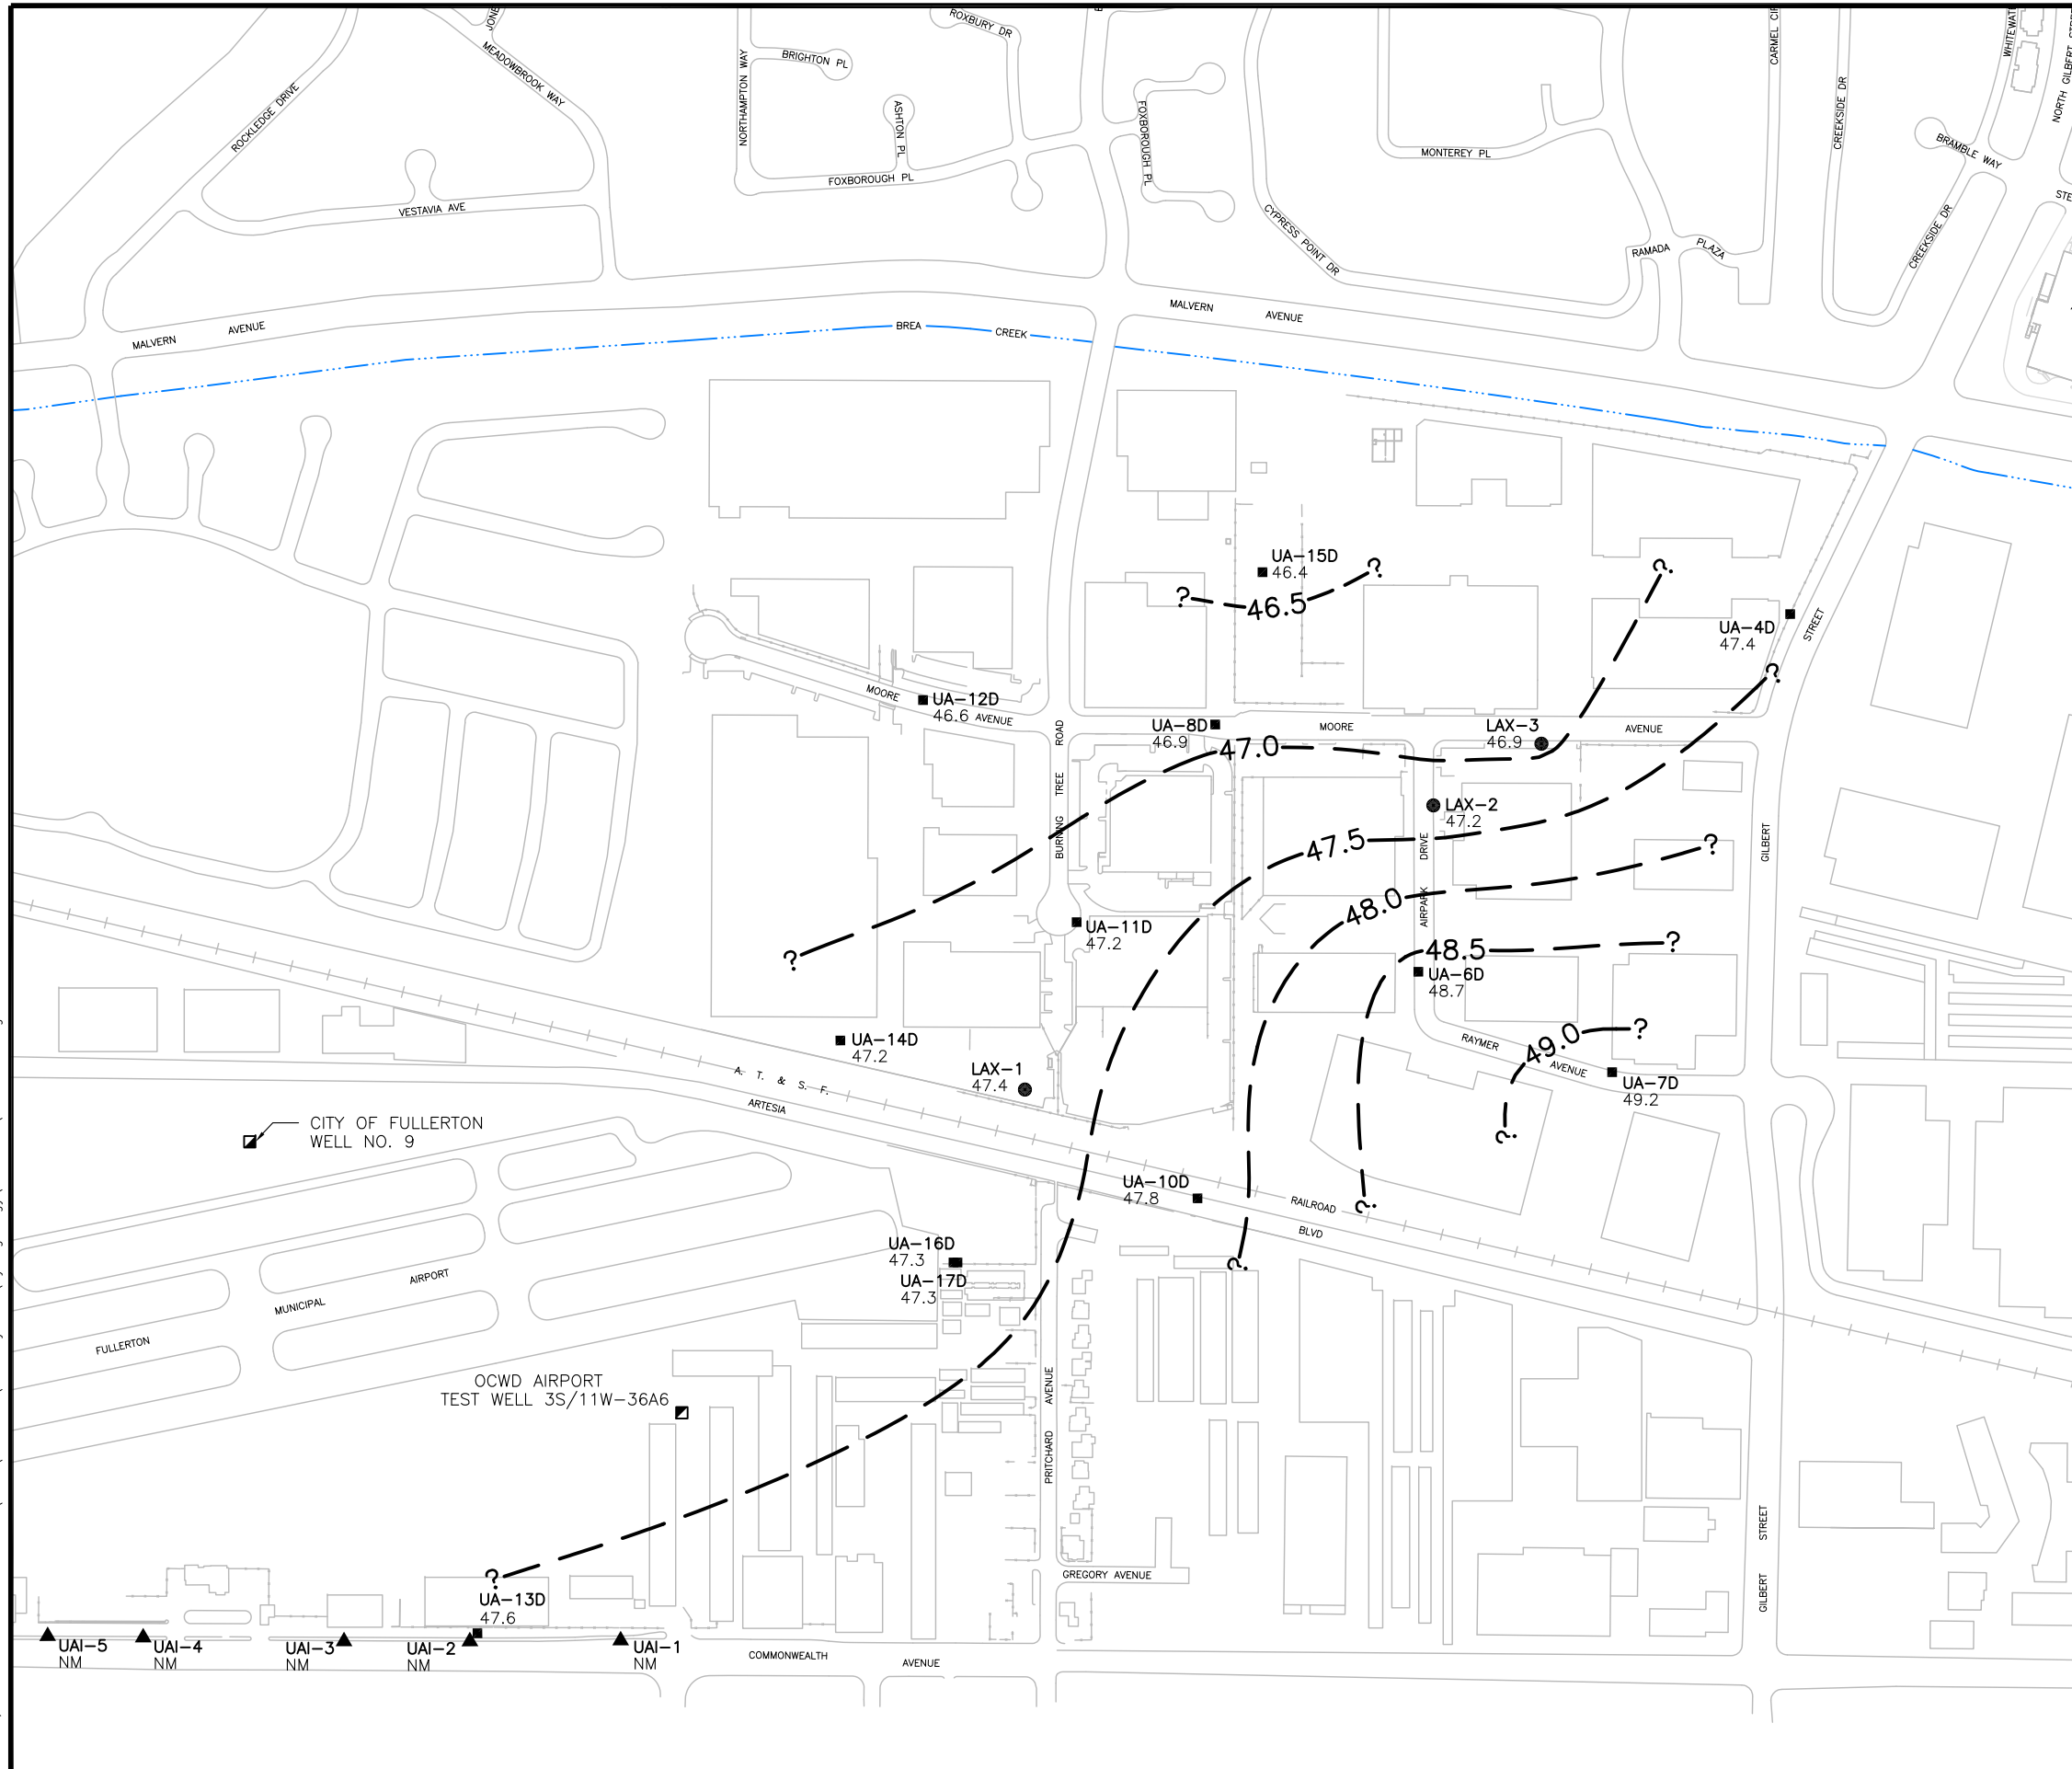 ROXBURY DR
MEADOWBROOK WAY
BRIGHTON PL
NORTHAMPTON WAY
ROCKLEDGE DRIVE
ASHTON PL
FOXBOROUGH PL
FOXBOROUGH PL
VESTAVIA AVE
MONTEREY PL
CYPRESS POINT DR
CARMEL CIR
CREEKSIDE DR
NORTH GILBERT
BRAMBLE WAY
CREEKSIDE DR
RAMADA PLAZA
MALVERN AVENUE
MALVERN AVENUE
BREA CREEK
UA-15D
46.4
?
?
46.5
?
UA-4D
47.4
STREET
?
UA-12D
46.6
MOORE AVENUE
UA-8D
46.9
MOORE AVENUE
LAX-3
46.9
47.0
BURNING TREE ROAD
LAX-2
47.2
47.5
AIRPARK DRIVE
GILBERT
?
48.0
UA-11D
47.2
?
48.5
?
UA-6D
48.7
UA-14D
47.2
49.0
?
RAYMER AVENUE
LAX-1
47.4
UA-7D
49.2
A. T. & S. F.
ARTESIA
CITY OF FULLERTON
WELL NO. 9
?
UA-10D
47.8
RAILROAD
?
BLVD
UA-16D
47.3
?
UA-17D
47.3
FULLERTON MUNICIPAL AIRPORT
OCWD AIRPORT
TEST WELL 3S/11W-36A6
PRITCHARD AVENUE
GILBERT STREET
GREGORY AVENUE
?
UA-13D
47.6
UAI-5
NM
UAI-4
NM
UAI-3
NM
UAI-2
NM
UAI-1
NM
COMMONWEALTH AVENUE